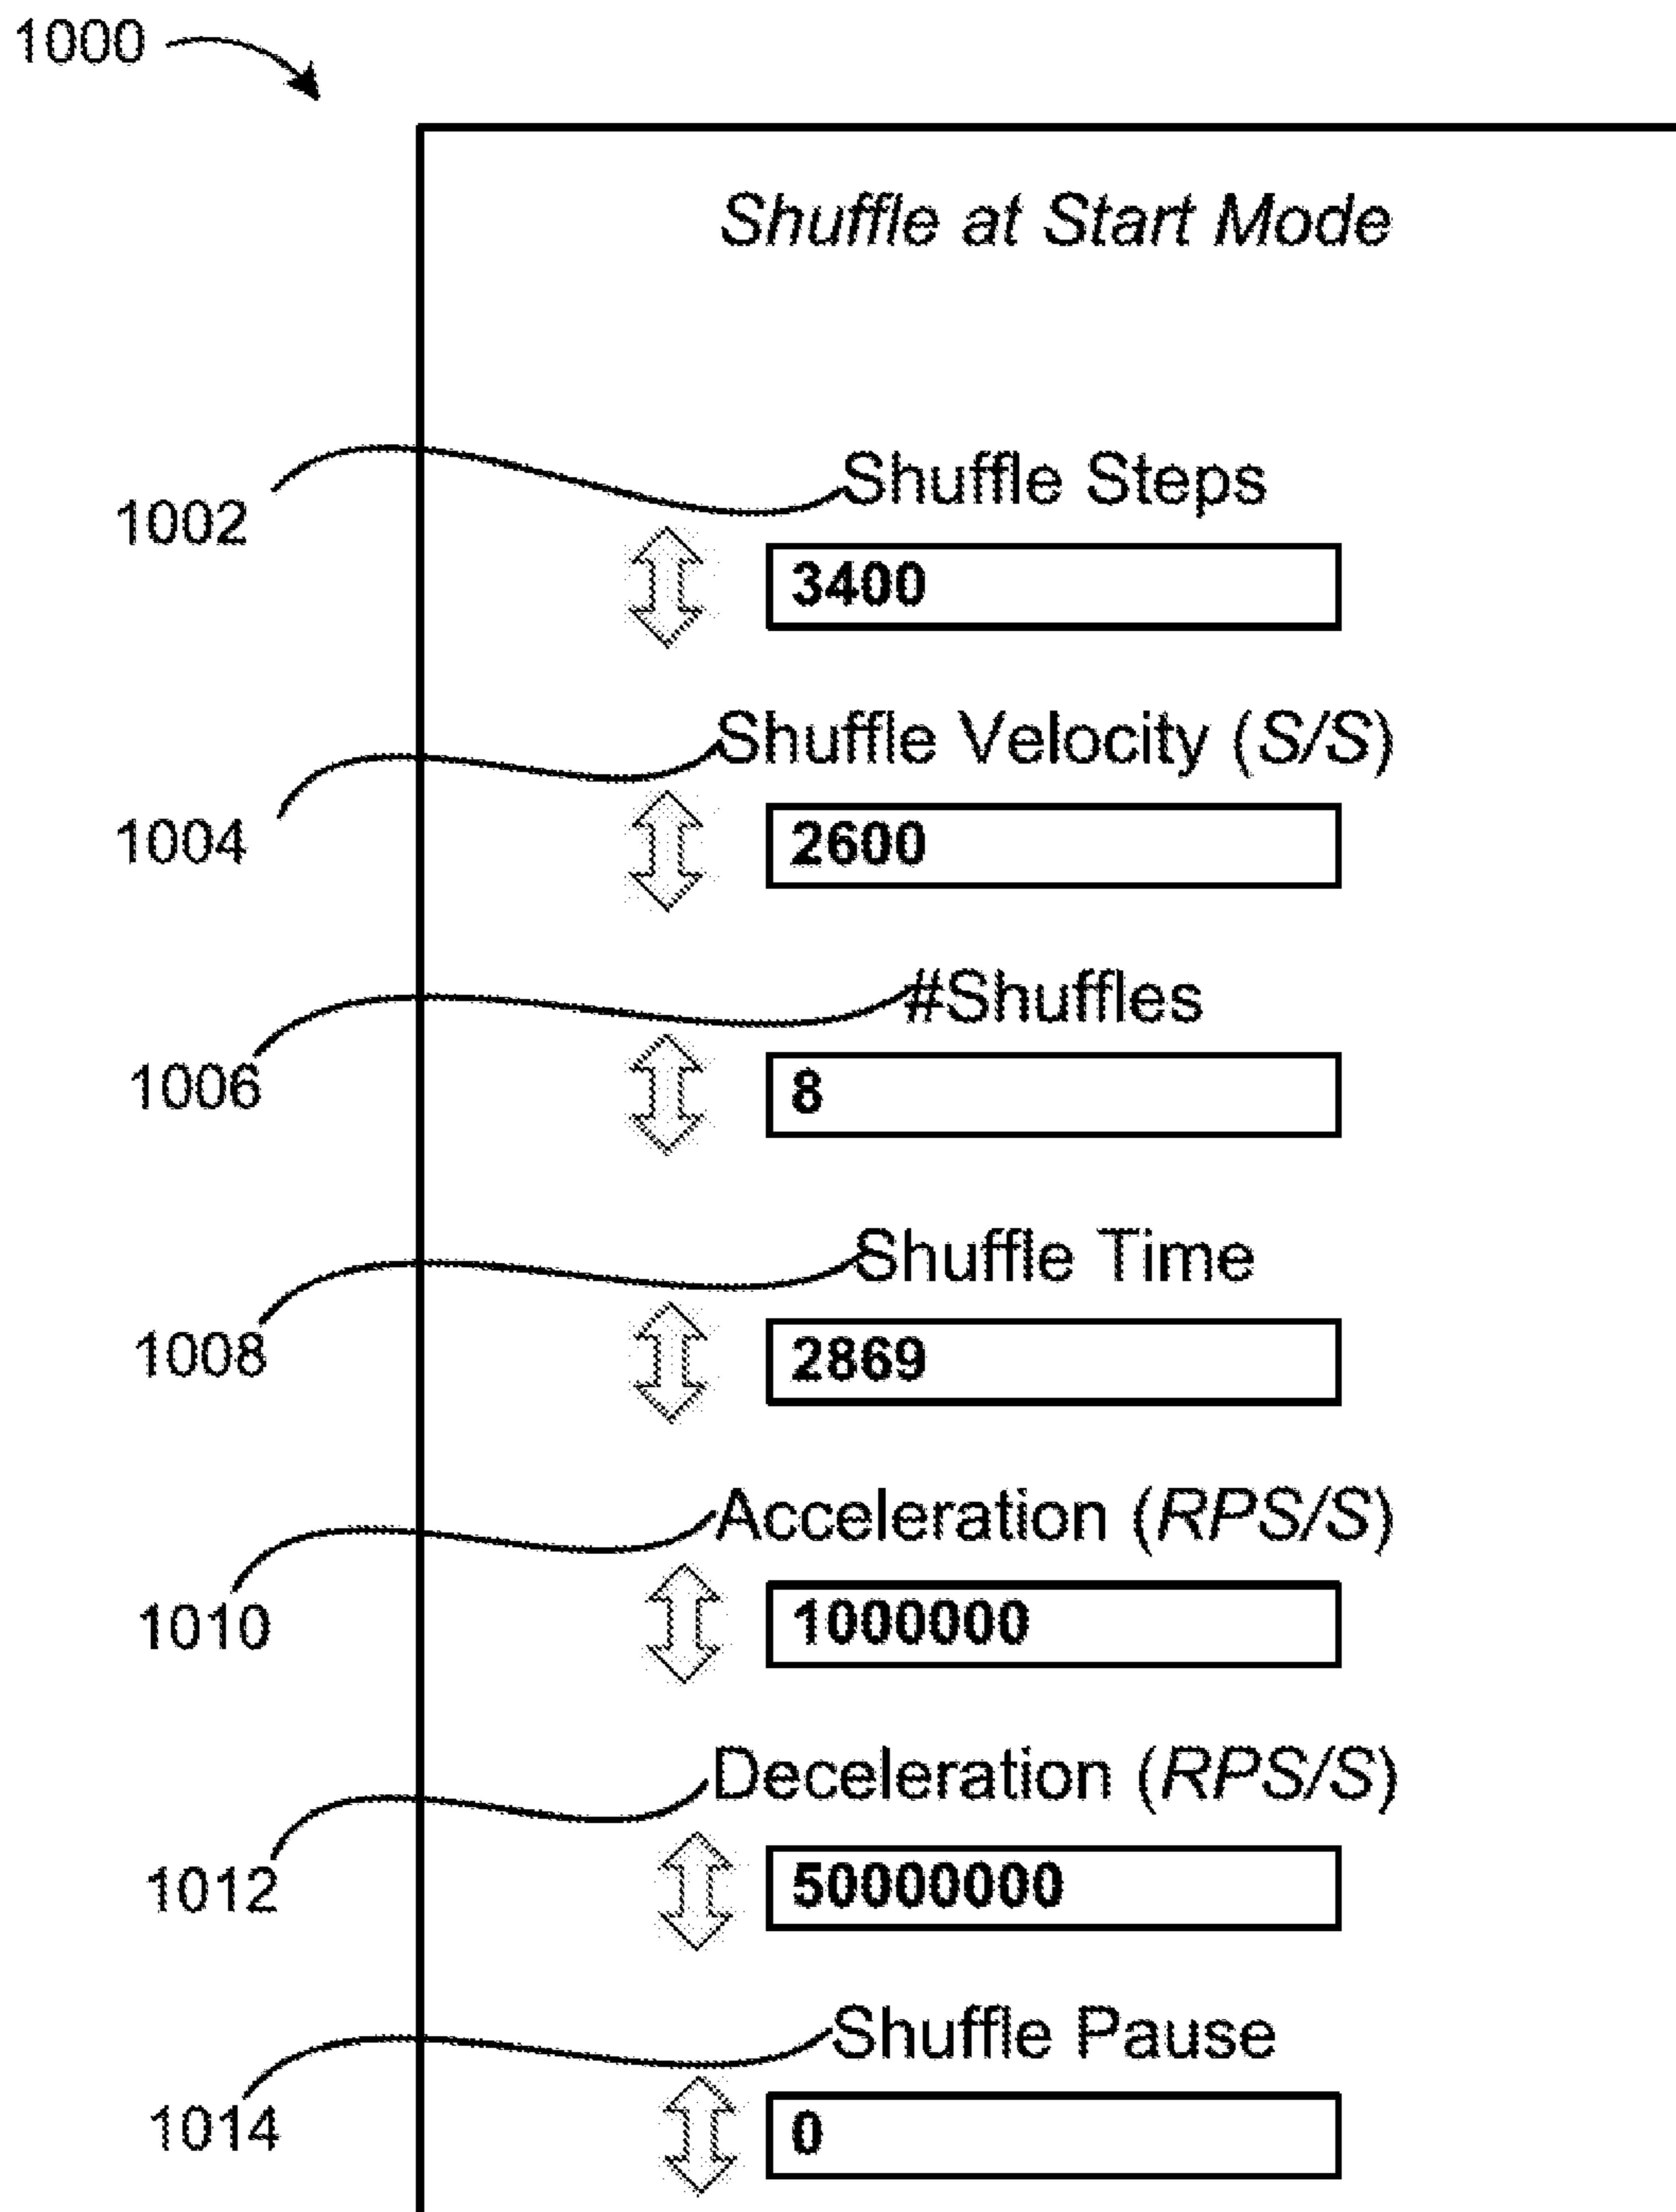 1000
Shuffle at Start Mode
Shuffle Steps
1002
3400
Shuffle Velocity (S/S)
1004
2600
#Shuffles
1006
8
Shuffle Time
1008
2869
Acceleration (RPS/S)
1010
1000000
Deceleration (RPS/S)
1012
50000000
Shuffle Pause
1014
0